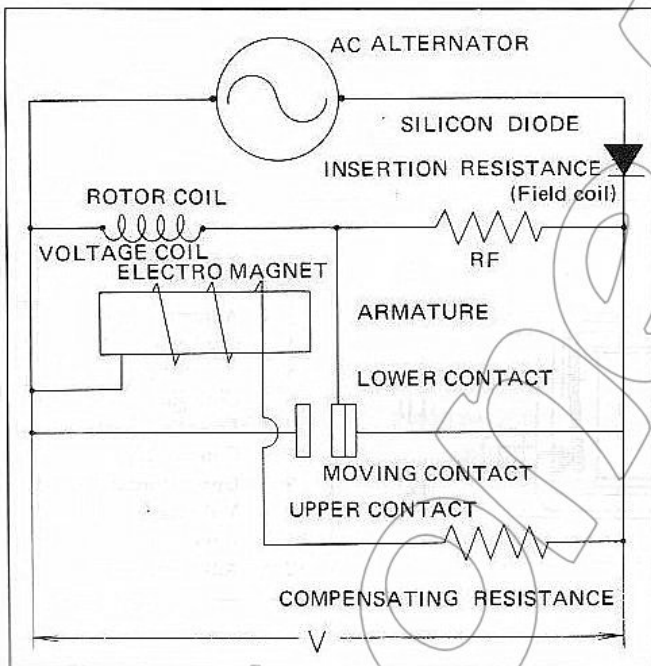 AC ALTERNATOR
SILICON DIODE
INSERTION RESISTANCE
(Field coil)
ROTOR COIL
VOLTAGE COIL
RF
ELECTRO MAGNET
ARMATURE
LOWER CONTACT
MOVING CONTACT
UPPER CONTACT
COMPENSATING RESISTANCE
V